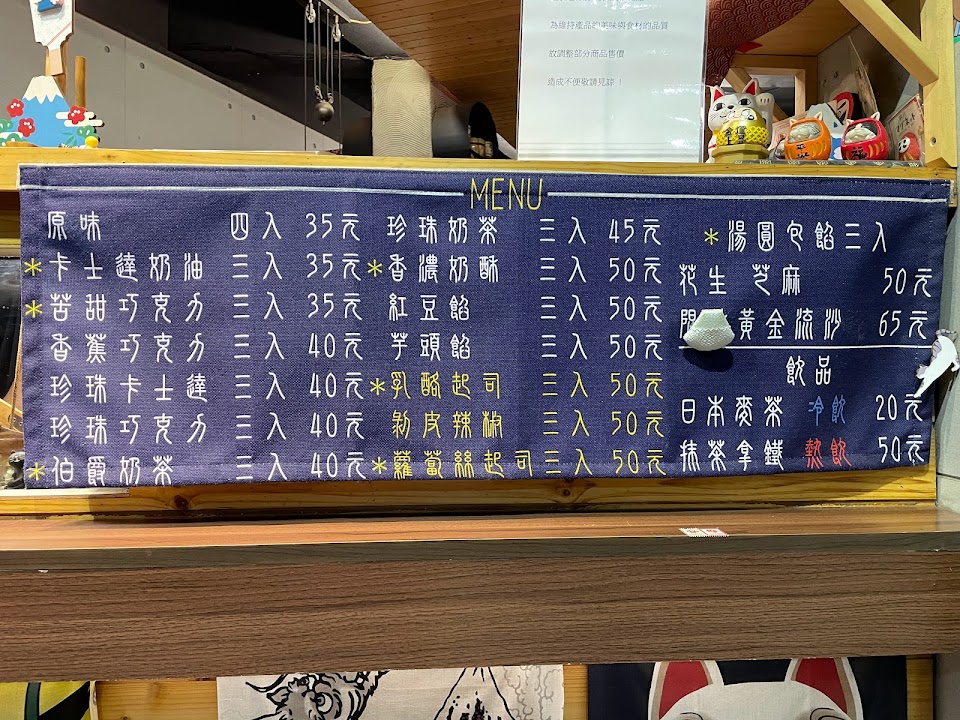 為維持產品的美味與食材的品質
故調整部分商品售價
造成不便敬請見諒！
MENU
原味 四入 35元
*卡士達奶油 三入 35元
*苦甜巧克力 三入 35元
香蕉巧克力 三入 40元
珍珠卡士達 三入 40元
珍珠巧克力 三入 40元
*伯爵奶茶 三入 40元
珍珠奶茶 三入 45元
*香濃奶酥 三入 50元
紅豆餡 三入 50元
芋頭餡 三入 50元
*乳酪起司 三入 50元
剝皮辣椒 三入 50元
*蘿蔔絲起司 三入 50元
*湯圓包餡三入
花生 芝麻 50元
黃金流沙 65元
飲品
日本麥茶 冷飲 20元
抹茶拿鐵 熱飲 50元